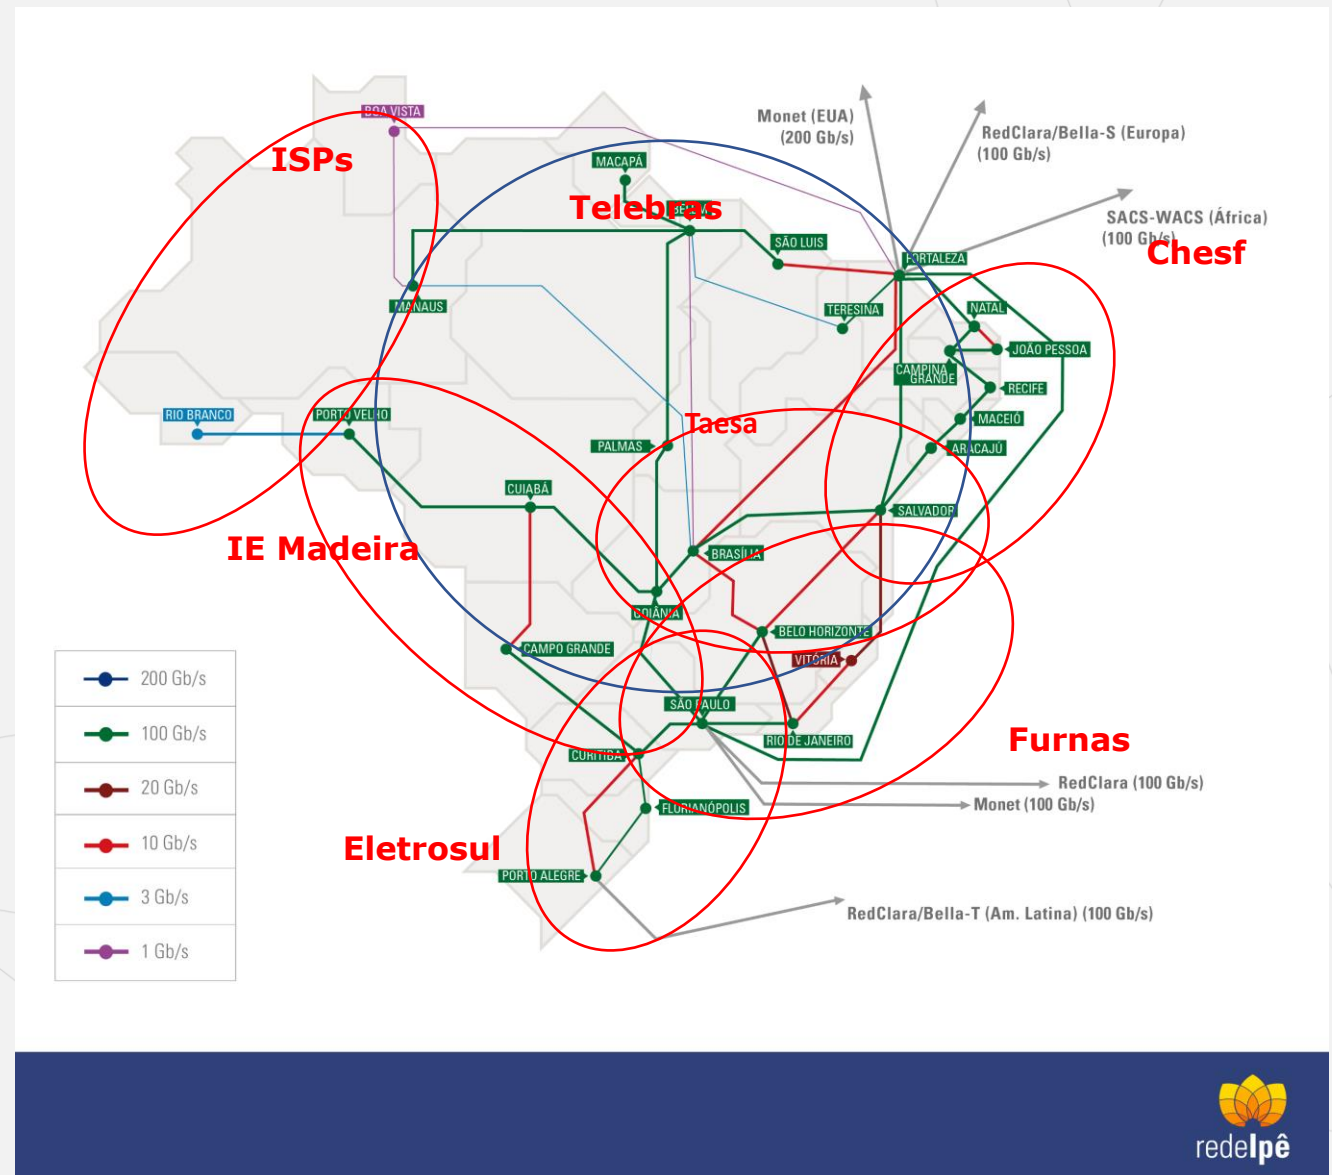 BOA VISTA
ISPs
Monet (EUA)
(200 Gb/s)
RedClara/Bella-S (Europa)
(100 Gb/s)
MACAPÁ
Telebras
SACS-WACS (África)
(100 Gb/s)
Chesf
SÃO LUIS
FORTALEZA
MANAUS
TERESINA
NATAL
JOÃO PESSOA
CAMPINA
GRANDE
RECIFE
RIO BRANCO
PORTO VELHO
Taesa
MACEIÓ
PALMAS
ARACAJÚ
CUIABÁ
SALVADOR
IE Madeira
BRASÍLIA
GOIÂNIA
BELO HORIZONTE
CAMPO GRANDE
VITÓRIA
200 Gb/s
100 Gb/s
20 Gb/s
10 Gb/s
3 Gb/s
1 Gb/s
SÃO PAULO
RIO DE JANEIRO
Furnas
CURITIBA
RedClara (100 Gb/s)
Monet (100 Gb/s)
FLORIANÓPOLIS
Eletrosul
PORTO ALEGRE
RedClara/Bella-T (Am. Latina) (100 Gb/s)
redeIpê